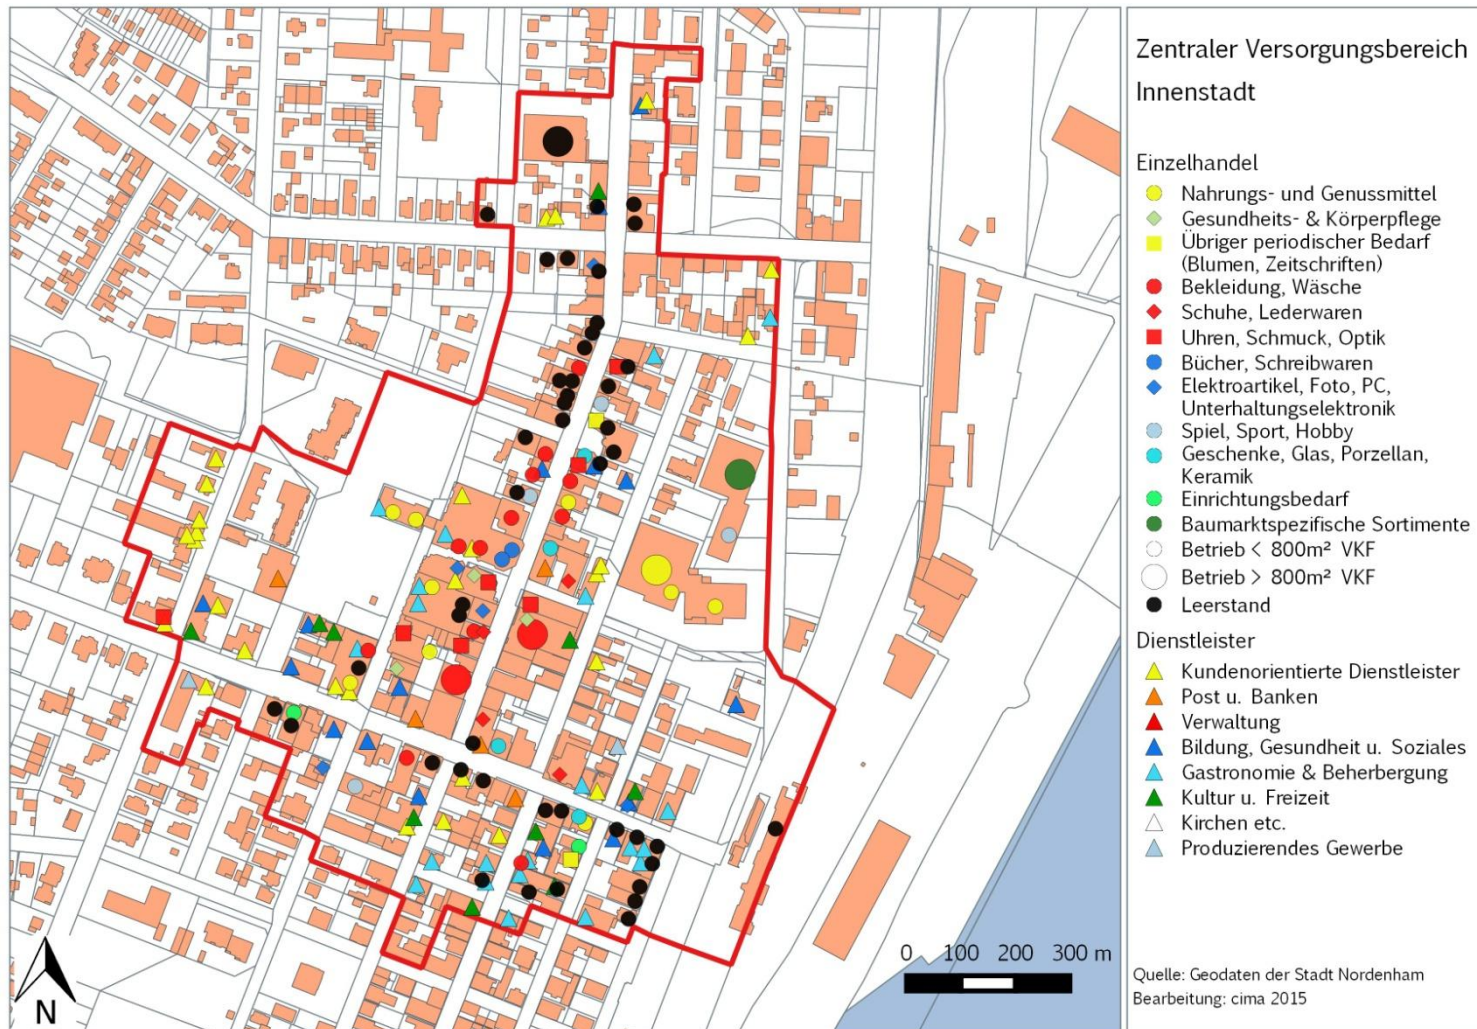 Zentraler Versorgungsbereich
Innenstadt
Einzelhandel
Nahrungs- und Genussmittel
Gesundheits- & Körperpflege
Übriger periodischer Bedarf
(Blumen, Zeitschriften)
Bekleidung, Wäsche
Schuhe, Lederwaren
Uhren, Schmuck, Optik
Bücher, Schreibwaren
Elektroartikel, Foto, PC,
Unterhaltungselektronik
Spiel, Sport, Hobby
Geschenke, Glas, Porzellan,
Keramik
Einrichtungsbedarf
Baumarktspezifische Sortimente
Betrieb < 800m² VKF
Betrieb > 800m² VKF
Leerstand
Dienstleister
Kundenorientierte Dienstleister
Post u. Banken
Verwaltung
Bildung, Gesundheit u. Soziales
Gastronomie & Beherbergung
Kultur u. Freizeit
Kirchen etc.
Produzierendes Gewerbe
0 100 200 300 m
N
Quelle: Geodaten der Stadt Nordenham
Bearbeitung: cima 2015